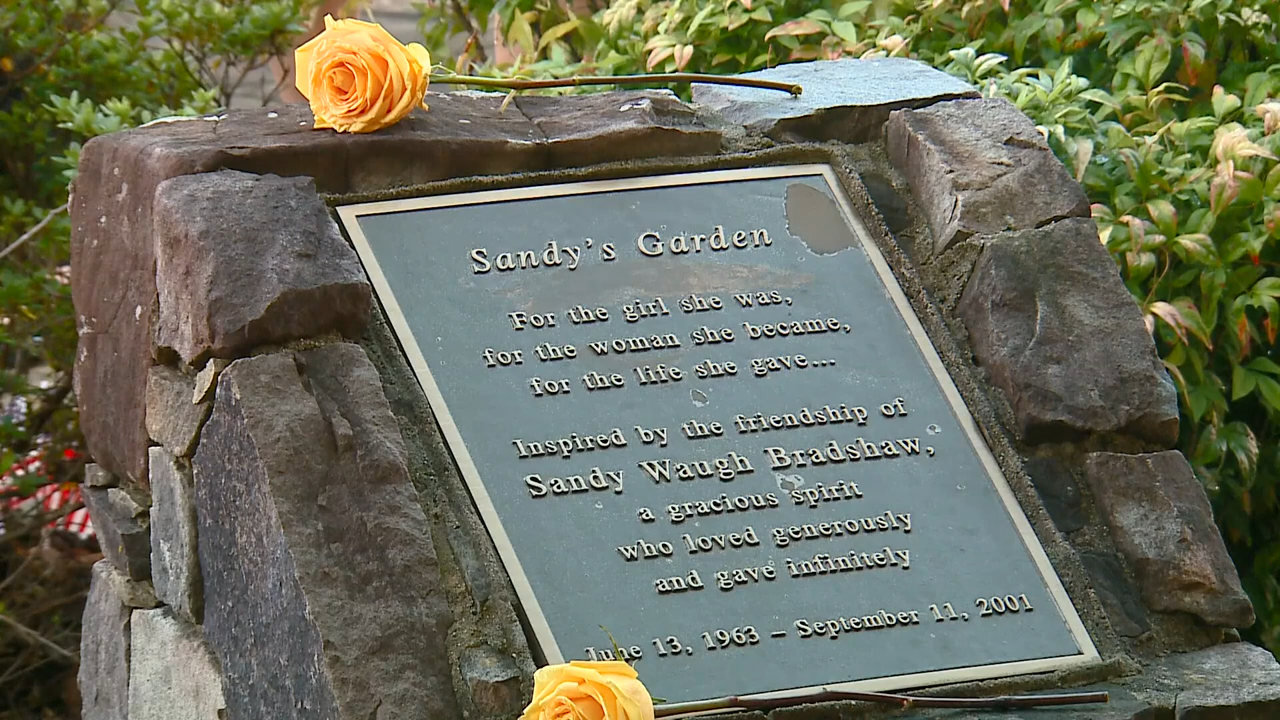 Sandy's Garden
For the girl she was,
for the woman she became,
for the life she gave...
Inspired by the friendship of
Sandy Waugh Bradshaw,
a gracious spirit
who loved generously
and gave infinitely
June 13, 1963 – September 11, 2001